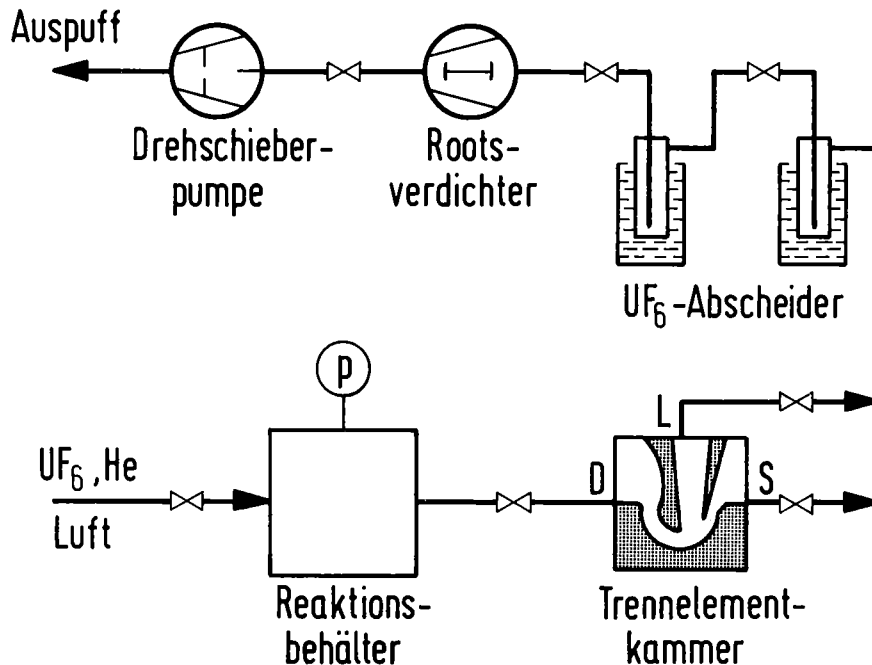 Auspuff
Drehschieber-
pumpe
Roots-
verdichter
UF₆-Abscheider
p
L
UF₆, He
Luft
D
S
Reaktions-
behälter
Trennelement-
kammer